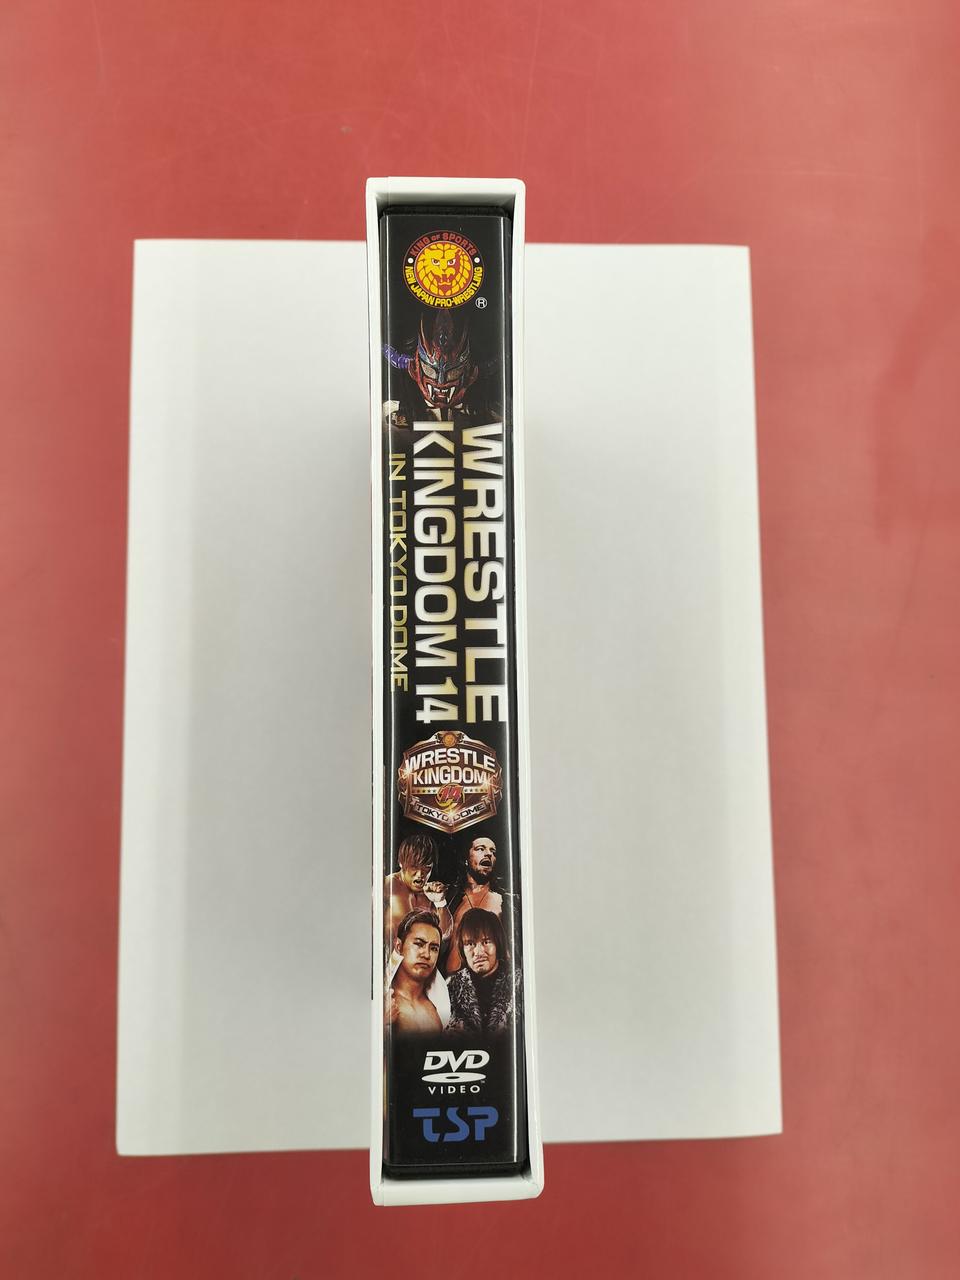 KING OF SPORTS
NEW JAPAN PRO-WRESTLING
®
WRESTLE
KINGDOM 14
IN TOKYO DOME
WRESTLE
KINGDOM
14
TOKYO DOME
DVD
VIDEO
TSP